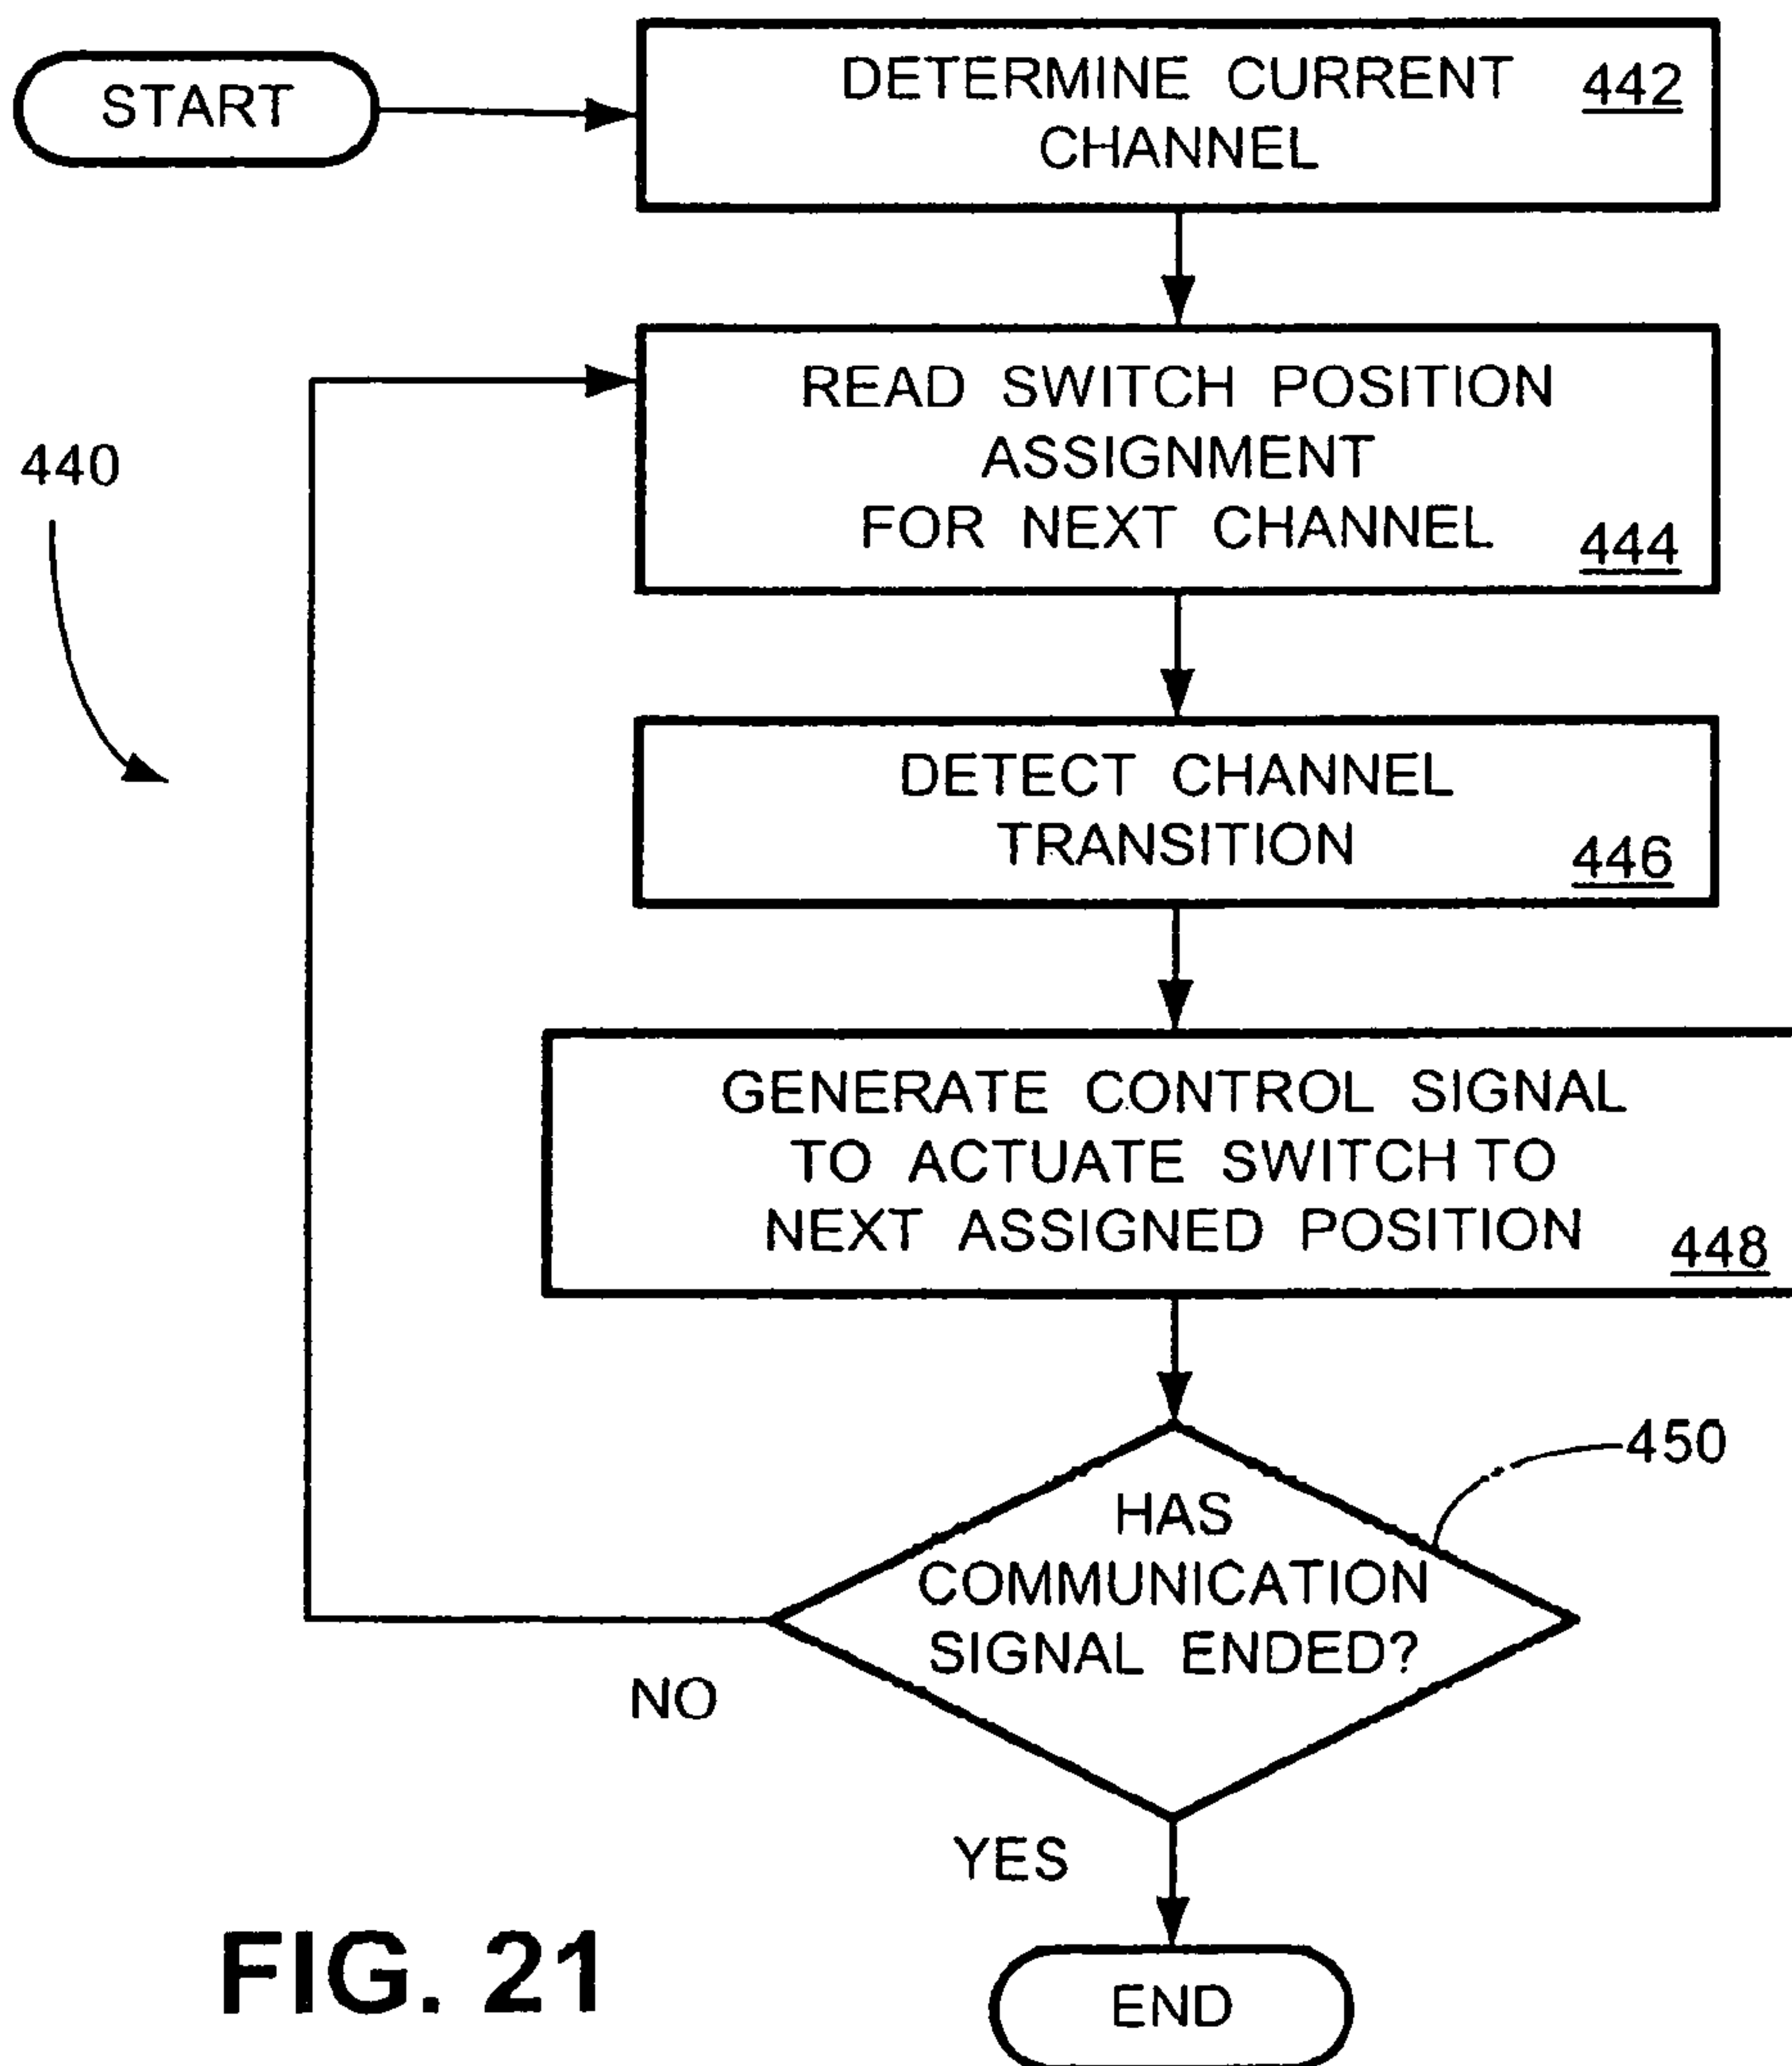 START
DETERMINE CURRENT
CHANNEL
442
READ SWITCH POSITION
ASSIGNMENT
FOR NEXT CHANNEL
444
440
DETECT CHANNEL
TRANSITION
446
GENERATE CONTROL SIGNAL
TO ACTUATE SWITCH TO
NEXT ASSIGNED POSITION
448
450
HAS
COMMUNICATION
SIGNAL ENDED?
NO
YES
END
FIG. 21